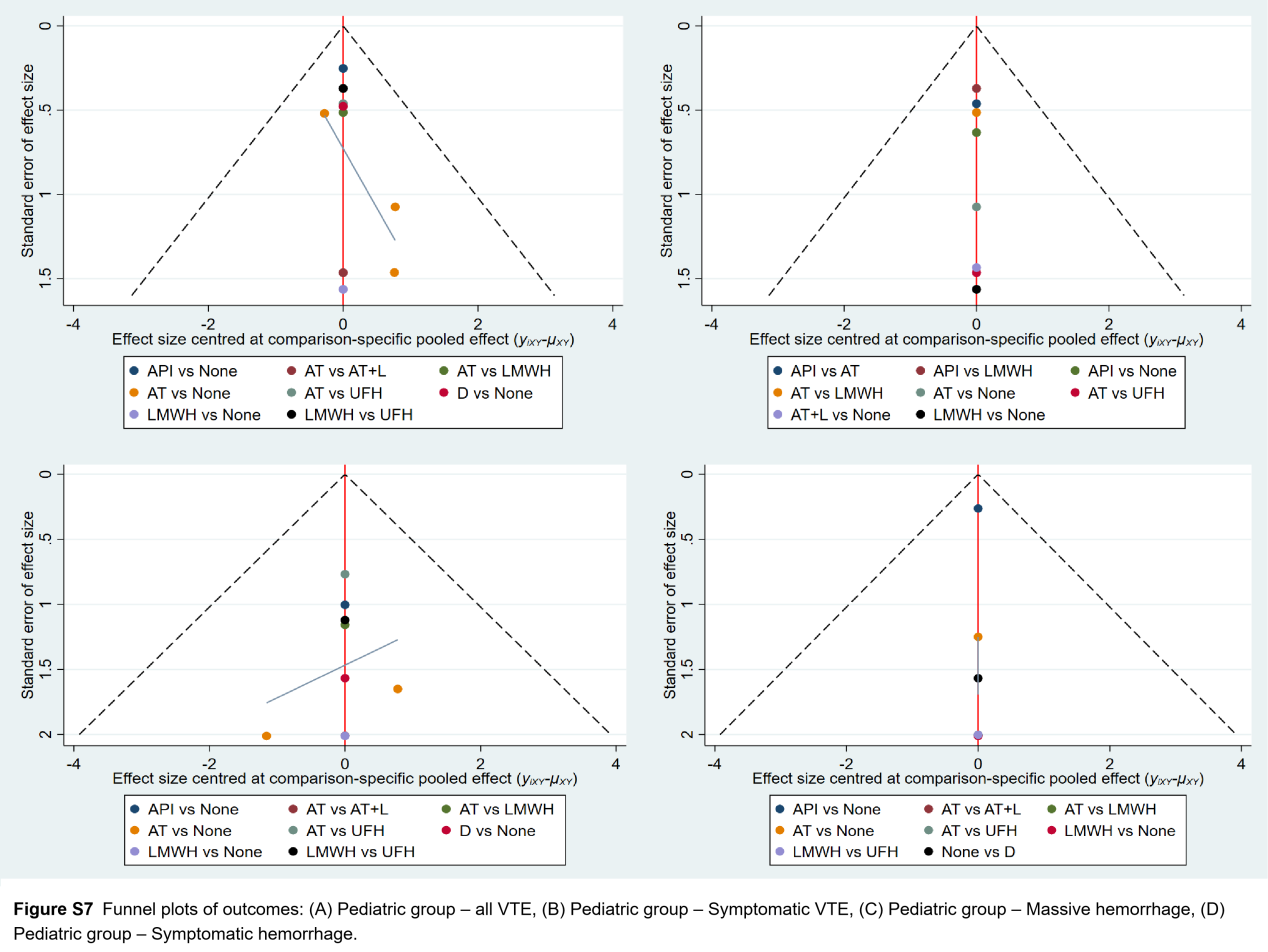 0
.5
1
1.5
Standard error of effect size
-4 -2 0 2 4
Effect size centred at comparison-specific pooled effect (yiXY-μXY)
API vs None AT vs AT+L AT vs LMWH
AT vs None AT vs UFH D vs None
LMWH vs None LMWH vs UFH
0
.5
1
1.5
Standard error of effect size
-4 -2 0 2 4
Effect size centred at comparison-specific pooled effect (yiXY-μXY)
API vs AT API vs LMWH API vs None
AT vs LMWH AT vs None AT vs UFH
AT+L vs None LMWH vs None
0
.5
1
1.5
2
Standard error of effect size
-4 -2 0 2 4
Effect size centred at comparison-specific pooled effect (yiXY-μXY)
API vs None AT vs AT+L AT vs LMWH
AT vs None AT vs UFH D vs None
LMWH vs None LMWH vs UFH
0
.5
1
1.5
2
Standard error of effect size
-4 -2 0 2 4
Effect size centred at comparison-specific pooled effect (yiXY-μXY)
API vs None AT vs AT+L AT vs LMWH
AT vs None AT vs UFH LMWH vs None
LMWH vs UFH None vs D
Figure S7 Funnel plots of outcomes: (A) Pediatric group – all VTE, (B) Pediatric group – Symptomatic VTE, (C) Pediatric group – Massive hemorrhage, (D)
Pediatric group – Symptomatic hemorrhage.